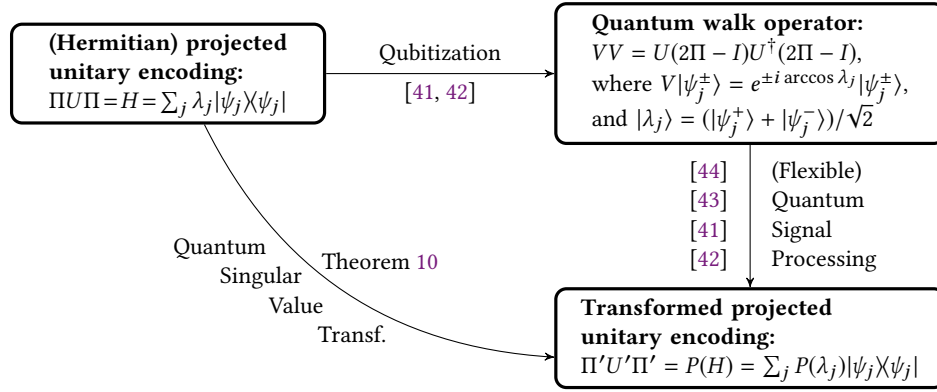 (Hermitian) projected
unitary encoding:
ΠUΠ = H = ∑_j λ_j|ψ_j⟩⟨ψ_j|
Qubitization
[41, 42]
Quantum walk operator:
VV = U(2Π − I)U†(2Π − I),
where V|ψ_j^±⟩ = e^{±i arccos λ_j}|ψ_j^±⟩,
and |λ_j⟩ = (|ψ_j^+⟩ + |ψ_j^-⟩)/√2
[44] (Flexible)
[43] Quantum
[41] Signal
[42] Processing
Quantum
Singular
Value
Transf.
Theorem 10
Transformed projected
unitary encoding:
Π′U′Π′ = P(H) = ∑_j P(λ_j)|ψ_j⟩⟨ψ_j|